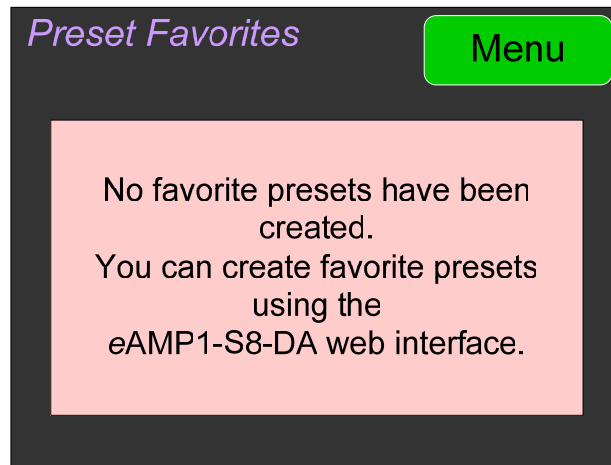 Preset Favorites
Menu
No favorite presets have been
created.
You can create favorite presets
using the
eAMP1-S8-DA web interface.